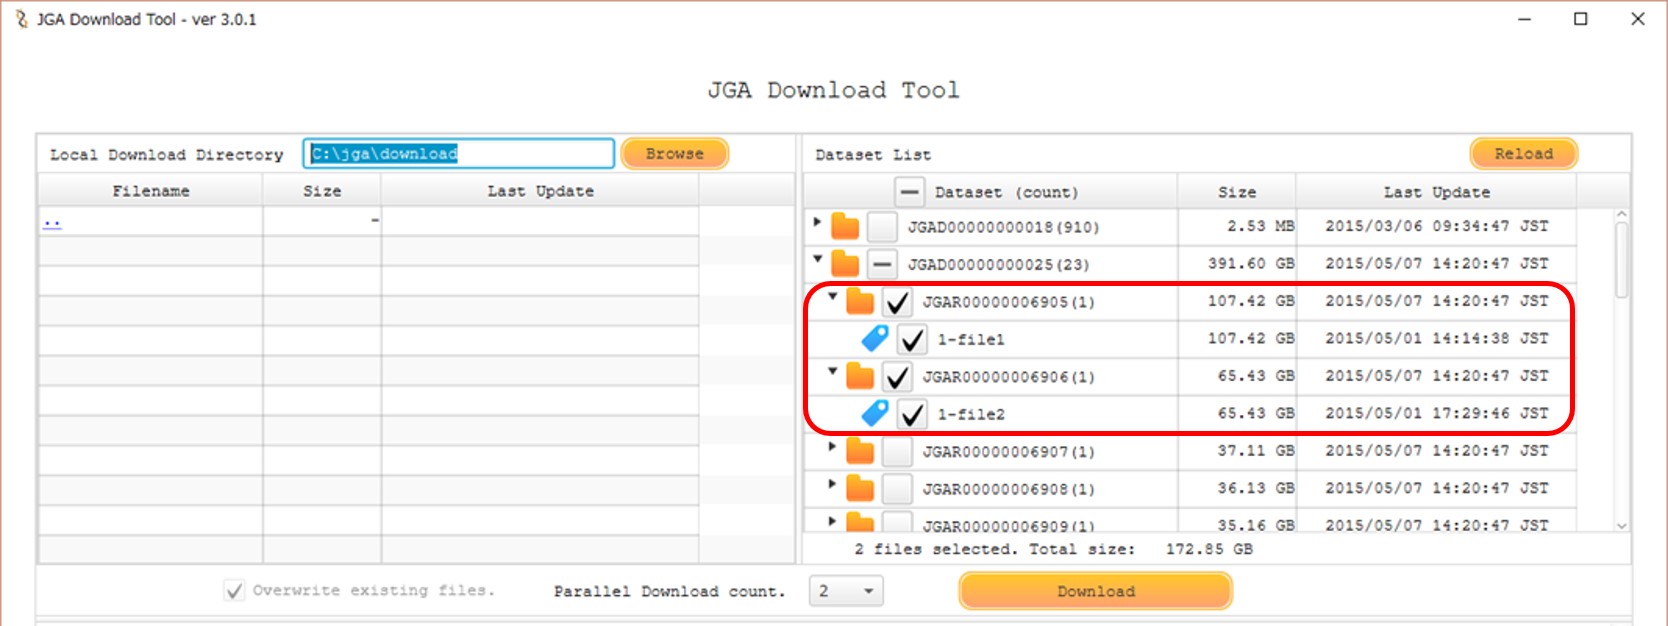 JGA Download Tool - ver 3.0.1
JGA Download Tool
Local Download Directory C:\jga\download Browse
Filename Size Last Update
.. -
Dataset List Reload
Dataset (count) Size Last Update
JGAD00000000018(910) 2.53 MB 2015/03/06 09:34:47 JST
JGAD00000000025(23) 391.60 GB 2015/05/07 14:20:47 JST
JGAR00000006905(1) 107.42 GB 2015/05/07 14:20:47 JST
1-file1 107.42 GB 2015/05/01 14:14:38 JST
JGAR00000006906(1) 65.43 GB 2015/05/07 14:20:47 JST
1-file2 65.43 GB 2015/05/01 17:29:46 JST
JGAR00000006907(1) 37.11 GB 2015/05/07 14:20:47 JST
JGAR00000006908(1) 36.13 GB 2015/05/07 14:20:47 JST
JGAR00000006909(1) 35.16 GB 2015/05/07 14:20:47 JST
2 files selected. Total size: 172.85 GB
Overwrite existing files. Parallel Download count. 2 Download